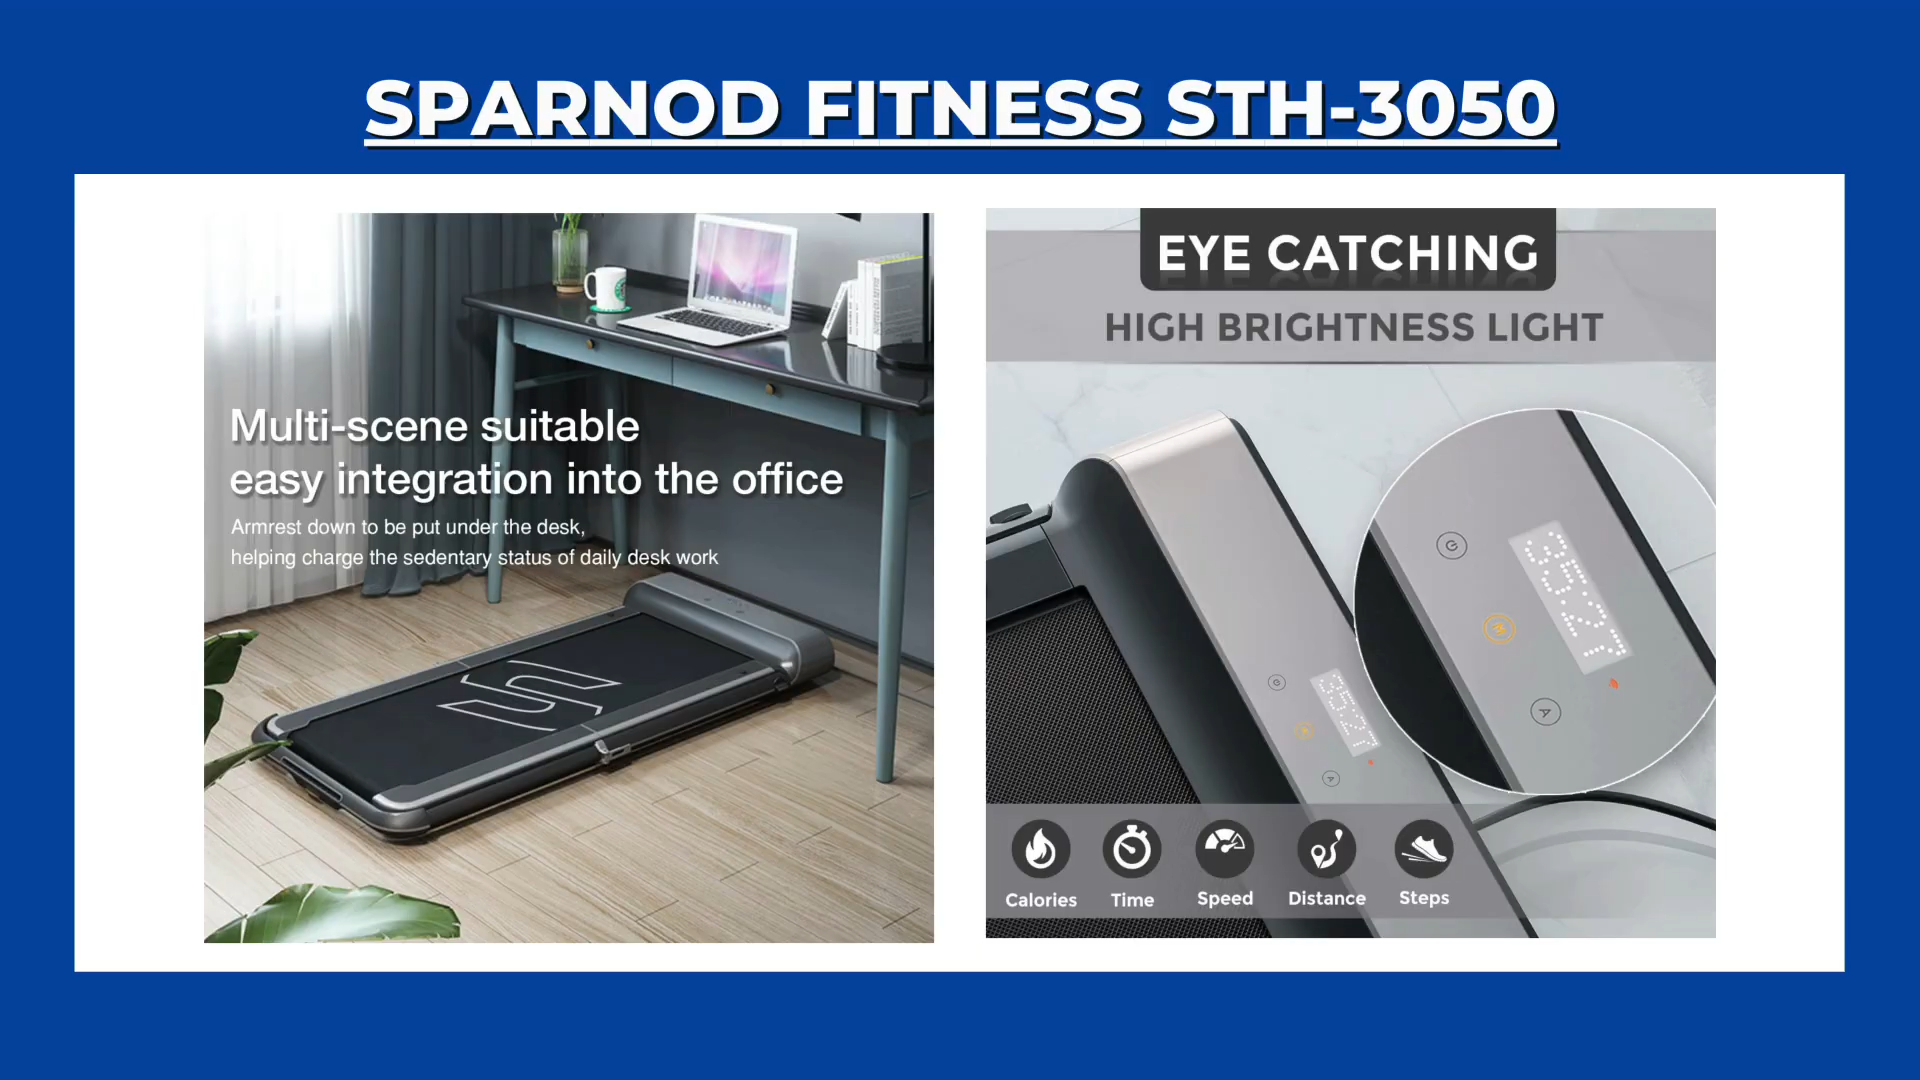 SPARNOD FITNESS STH-3050
Multi-scene suitable
easy integration into the office
Armrest down to be put under the desk,
helping charge the sedentary status of daily desk work
EYE CATCHING
HIGH BRIGHTNESS LIGHT
A
A
Calories
Time
Speed
Distance
Steps